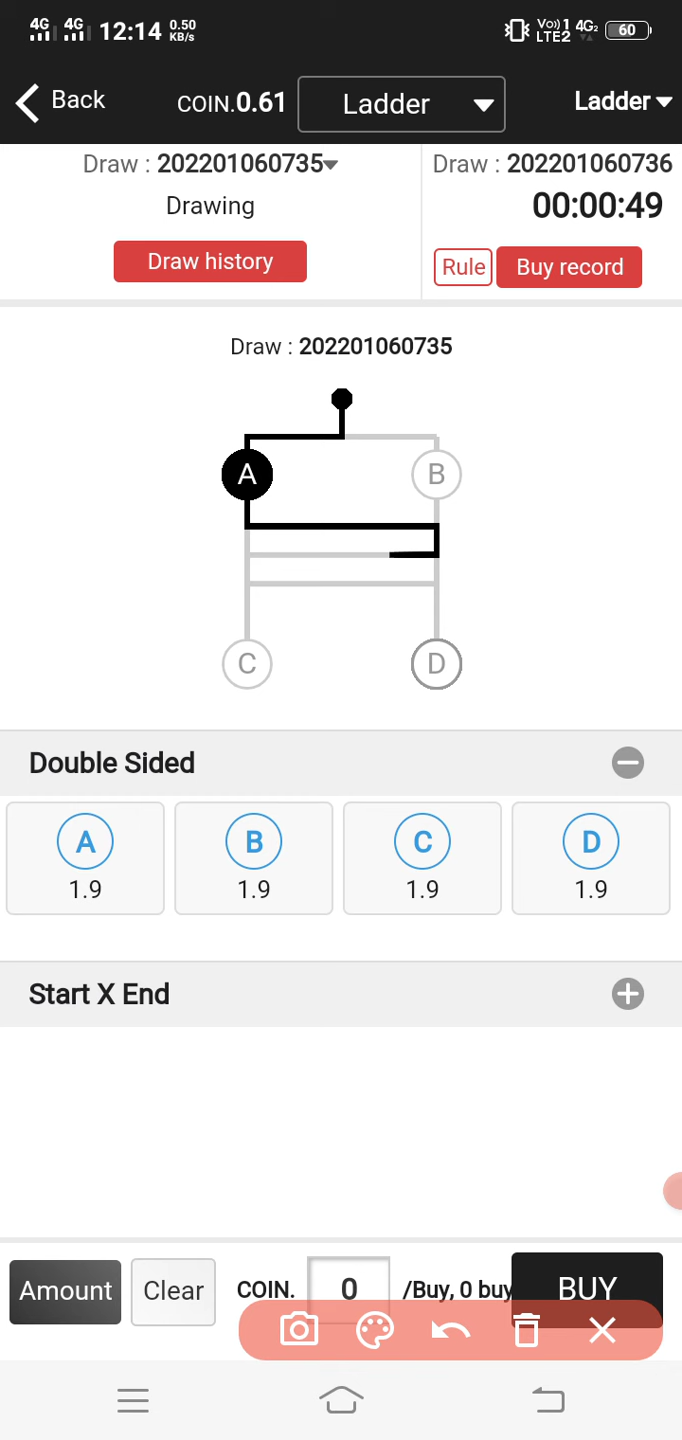 4G 4G 12:14 0.50 KB/s Vo)) 1 LTE2 4G2 60
Back COIN.0.61 Ladder Ladder
Draw : 202201060735 Draw : 202201060736
Drawing 00:00:49
Draw history Rule Buy record
Draw : 202201060735
A B
C D
Double Sided
A B C D
1.9 1.9 1.9 1.9
Start X End
Amount Clear COIN. 0 /Buy, 0 buy BUY